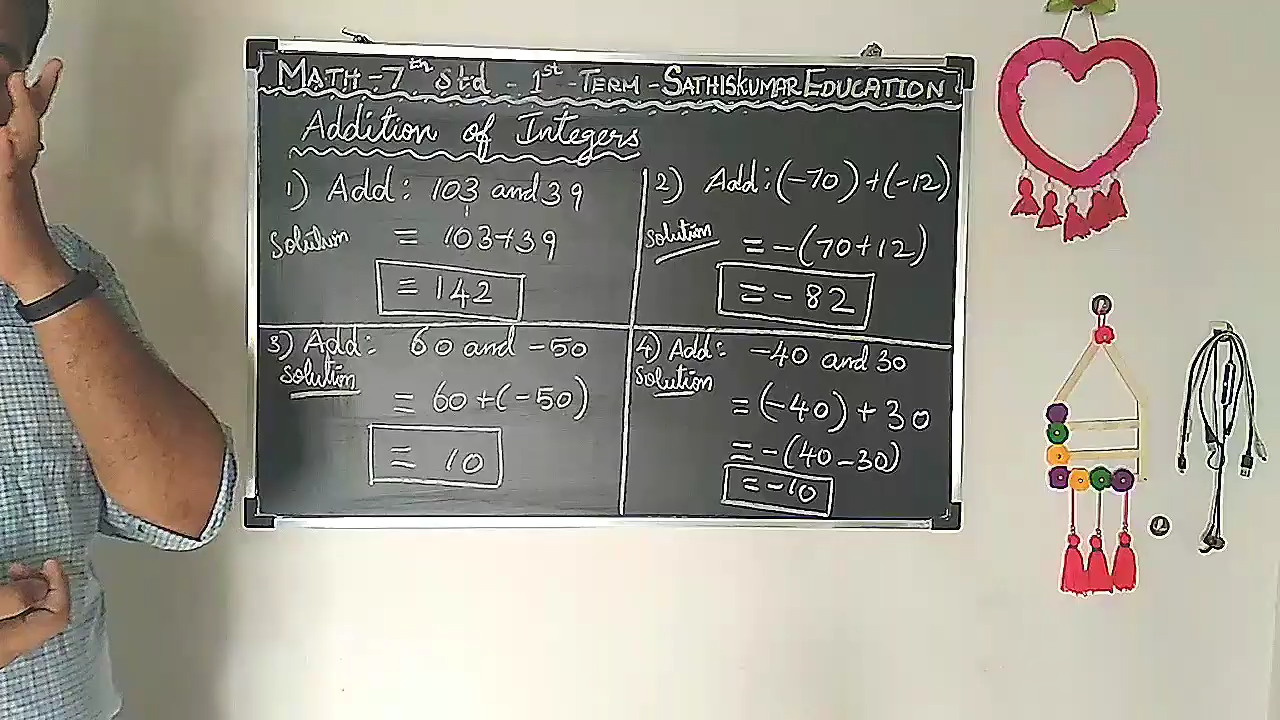 MATH - 7th std - 1st - TERM - SATHISKUMAR EDUCATION
Addition of Integers
1) Add: 103 and 39
Solution = 103+39
= 142
2) Add: (-70)+(-12)
Solution = -(70+12)
= -82
3) Add: 60 and -50
Solution
= 60+(-50)
= 10
4) Add: -40 and 30
Solution
= (-40) + 30
= -(40-30)
= -10